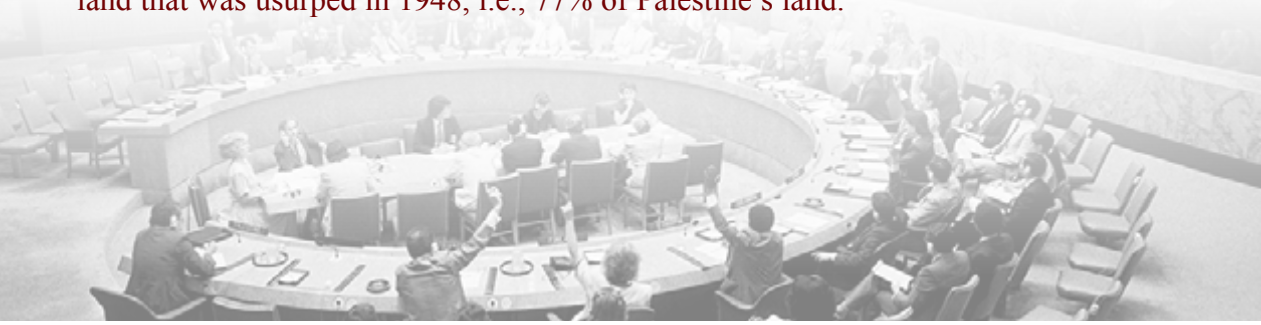 land that was usurped in 1948, i.e., 77% of Palestine's land.